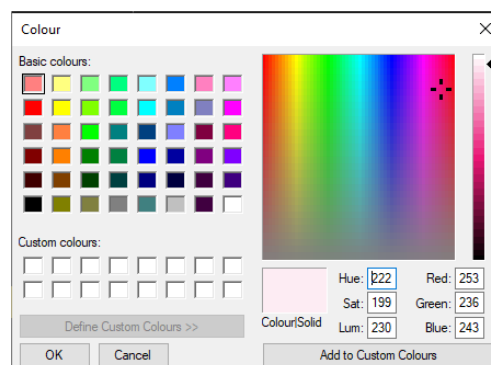 Colour
Basic colours:
Custom colours:
Define Custom Colours >>
OK Cancel
Colour|Solid
Hue: 222 Red: 253
Sat: 199 Green: 236
Lum: 230 Blue: 243
Add to Custom Colours